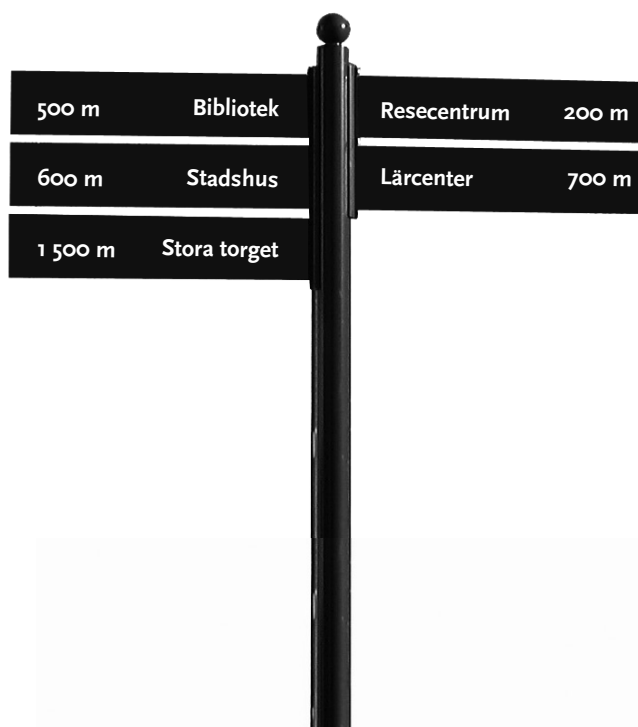 500 m Bibliotek
600 m Stadshus
1 500 m Stora torget
Resecentrum 200 m
Lärcenter 700 m